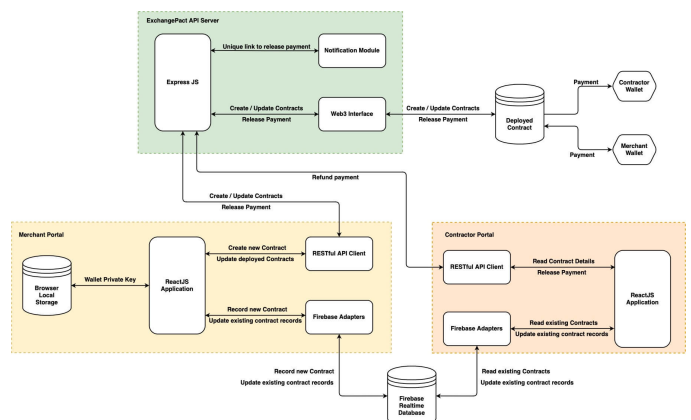 ExchangePact API Server
Express JS
Unique link to release payment
Notification Module
Create / Update Contracts
Release Payment
Web3 Interface
Create / Update Contracts
Release Payment
Deployed
Contract
Payment
Contractor
Wallet
Payment
Merchant
Wallet
Refund payment
Create / Update Contracts
Release Payment
Merchant Portal
Browser
Local
Storage
Wallet Private Key
ReactJS
Application
Create new Contract
Update deployed Contracts
RESTful API Client
Record new Contract
Update existing contract records
Firebase Adapters
Contractor Portal
RESTful API Client
Read Contract Details
Release Payment
ReactJS
Application
Firebase Adapters
Read existing Contracts
Update existing contract records
Record new Contract
Update existing contract records
Firebase
Realtime
Database
Read existing Contracts
Update existing contract records